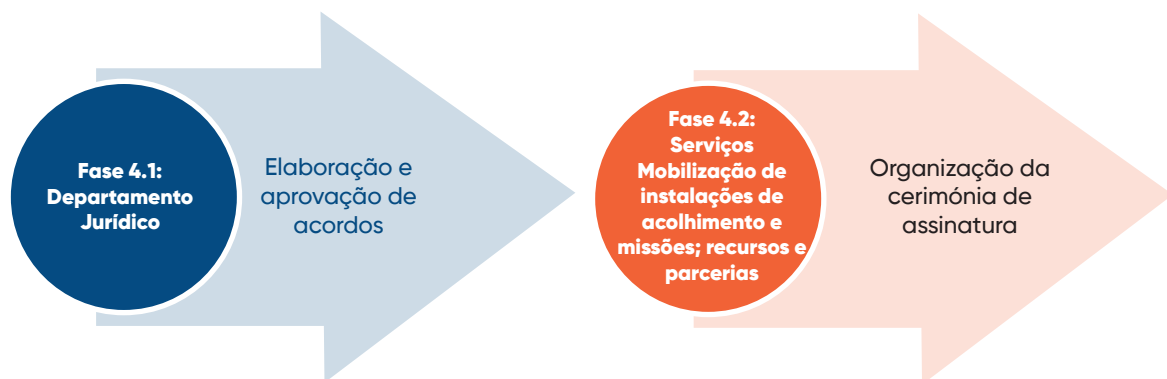 Fase 4.1:
Departamento
Jurídico
Elaboração e
aprovação de
acordos
Fase 4.2:
Serviços
Mobilização de
instalações de
acolhimento e
missões; recursos e
parcerias
Organização da
cerimónia de
assinatura